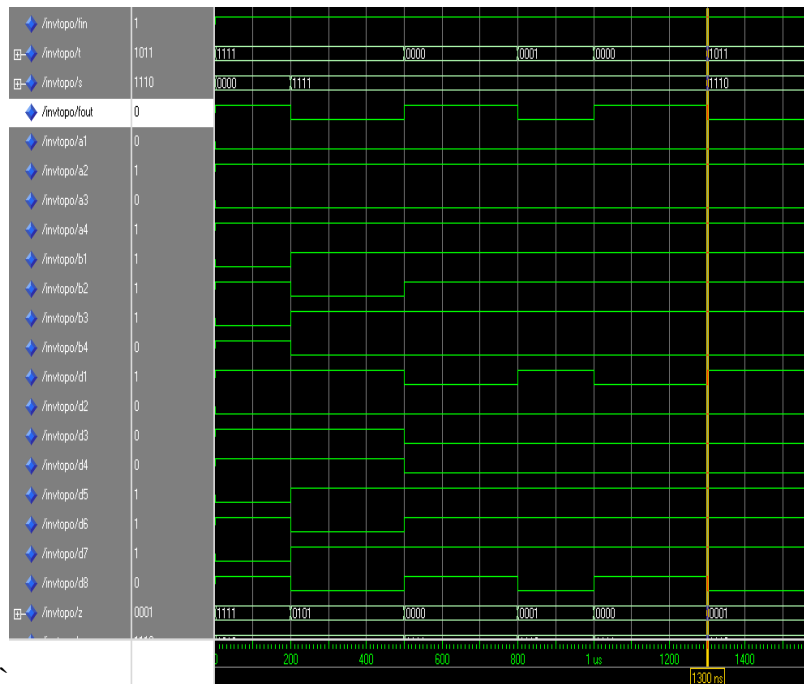 /invtopo/fin 1
/invtopo/t 1011 1111 0000 0001 0000 1011
/invtopo/s 1110 0000 1111 1110
/invtopo/fout 0
/invtopo/a1 0
/invtopo/a2 1
/invtopo/a3 0
/invtopo/a4 1
/invtopo/b1 1
/invtopo/b2 1
/invtopo/b3 1
/invtopo/b4 0
/invtopo/d1 1
/invtopo/d2 0
/invtopo/d3 0
/invtopo/d4 0
/invtopo/d5 1
/invtopo/d6 1
/invtopo/d7 1
/invtopo/d8 0
/invtopo/z 0001 1111 0101 0000 0001 0000 0001
0 200 400 600 800 1 us 1200 1400
1300 ns